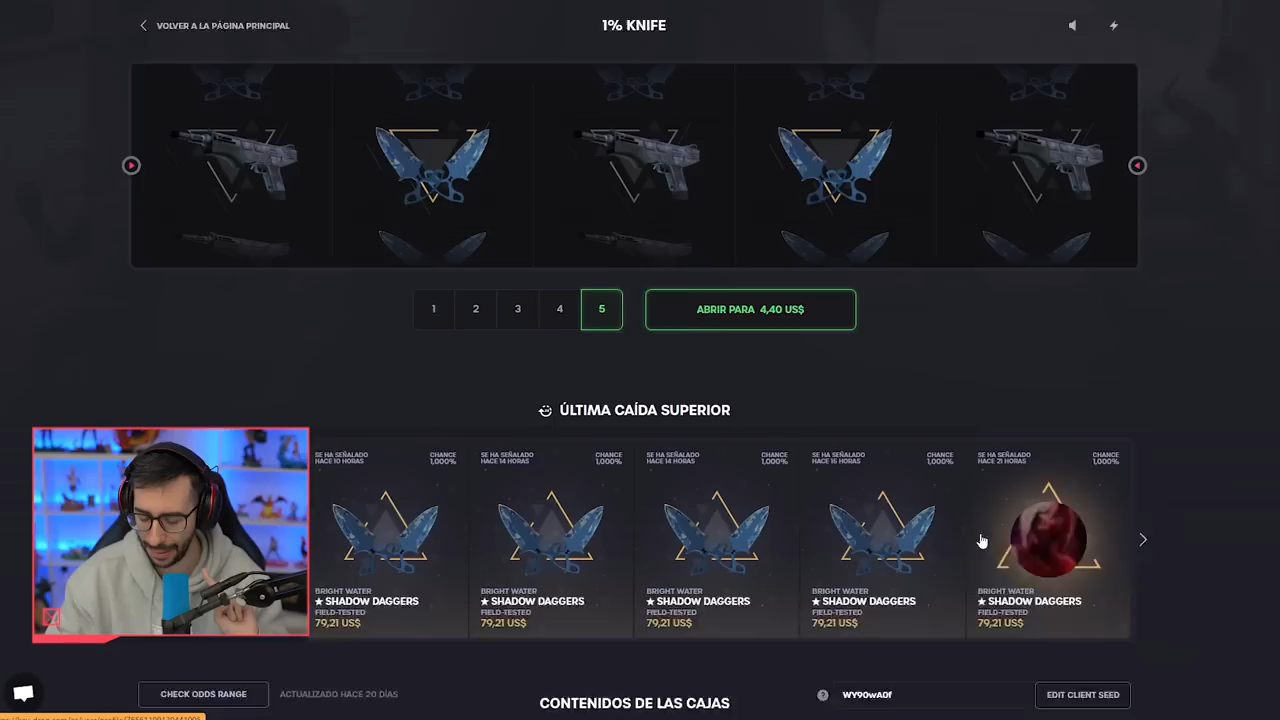 VOLVER A LA PÁGINA PRINCIPAL
1% KNIFE
1 2 3 4 5
ABRIR PARA 4,40 US$
ÚLTIMA CAÍDA SUPERIOR
SE HA SEÑALADO HACE 10 HORAS
CHANCE 1,000%
BRIGHT WATER
★ SHADOW DAGGERS
FIELD-TESTED
79,21 US$
SE HA SEÑALADO HACE 14 HORAS
CHANCE 1,000%
BRIGHT WATER
★ SHADOW DAGGERS
FIELD-TESTED
79,21 US$
SE HA SEÑALADO HACE 14 HORAS
CHANCE 1,000%
BRIGHT WATER
★ SHADOW DAGGERS
FIELD-TESTED
79,21 US$
SE HA SEÑALADO HACE 15 HORAS
CHANCE 1,000%
BRIGHT WATER
★ SHADOW DAGGERS
FIELD-TESTED
79,21 US$
SE HA SEÑALADO HACE 21 HORAS
CHANCE 1,000%
BRIGHT WATER
★ SHADOW DAGGERS
FIELD-TESTED
79,21 US$
CHECK ODDS RANGE
ACTUALIZADO HACE 20 DÍAS
CONTENIDOS DE LAS CAJAS
WY90wA0f
EDIT CLIENT SEED